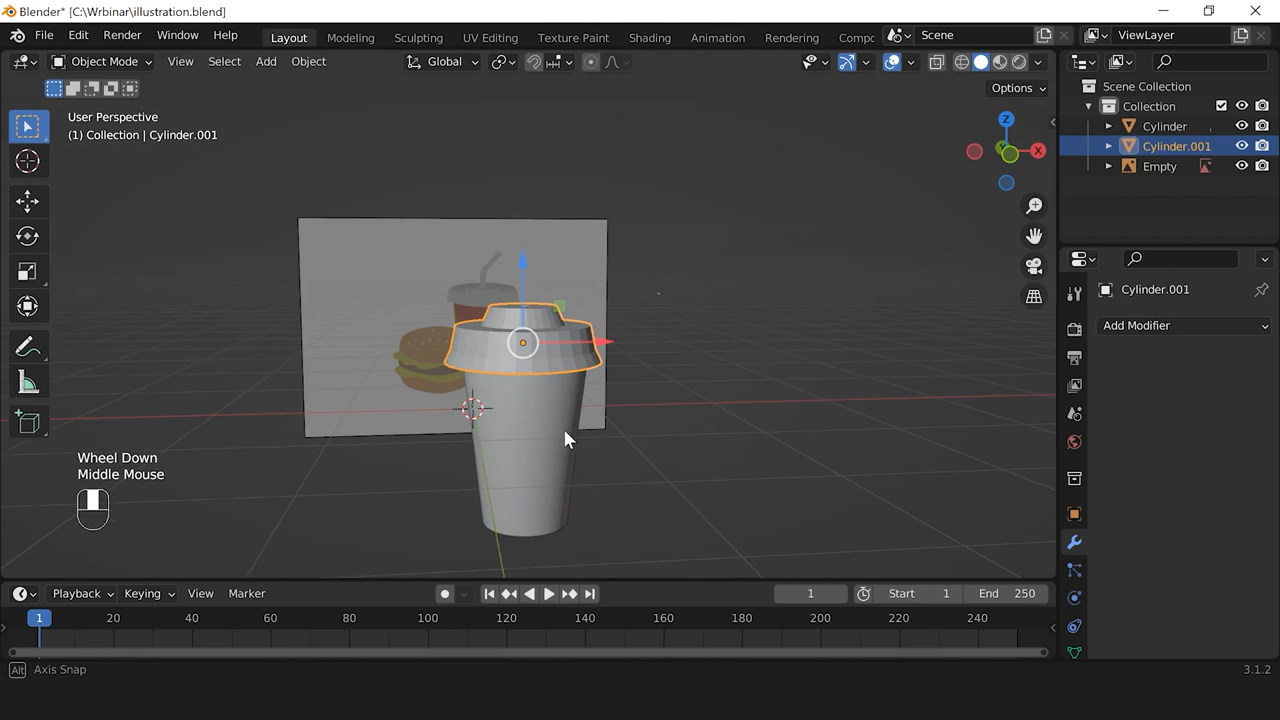 Blender* [C:\Wrbinar\illustration.blend]
File Edit Render Window Help Layout Modeling Sculpting UV Editing Texture Paint Shading Animation Rendering Compc Scene ViewLayer
Object Mode View Select Add Object Global
Options
User Perspective
(1) Collection | Cylinder.001
Z
X
Scene Collection
Collection
Cylinder
Cylinder.001
Empty
Cylinder.001
Add Modifier
Wheel Down
Middle Mouse
Playback Keying View Marker 1 Start 1 End 250
1 20 40 60 80 100 120 140 160 180 200 220 240
Alt Axis Snap 3.1.2